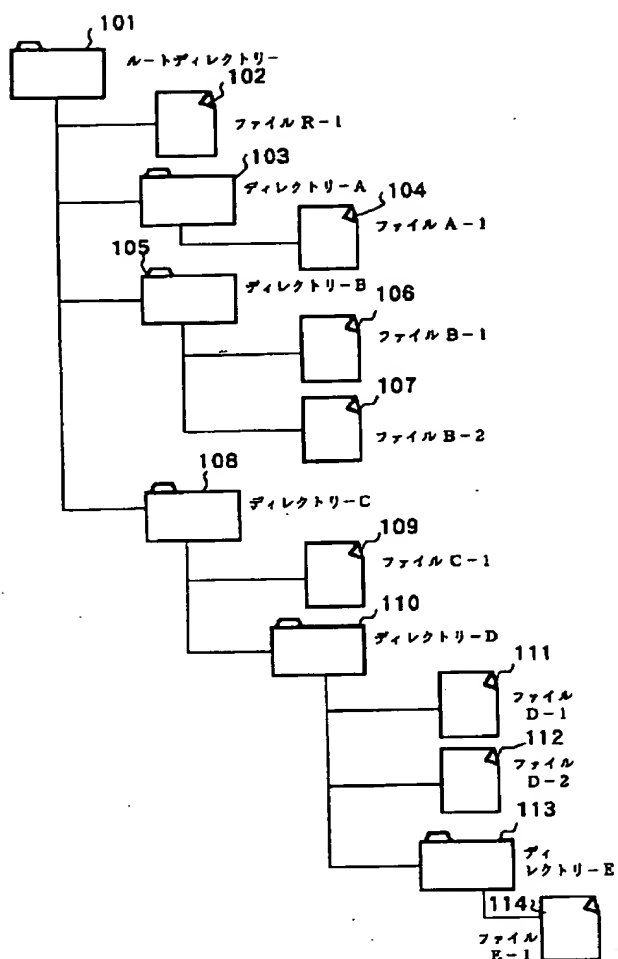 101
ルートディレクトリー
102
ファイル R-1
103
ディレクトリーA
104
ファイル A-1
105
ディレクトリーB
106
ファイル B-1
107
ファイル B-2
108
ディレクトリーC
109
ファイル C-1
110
ディレクトリーD
111
ファイル
D-1
112
ファイル
D-2
113
ディ
レクトリーE
114
ファイル
E-1